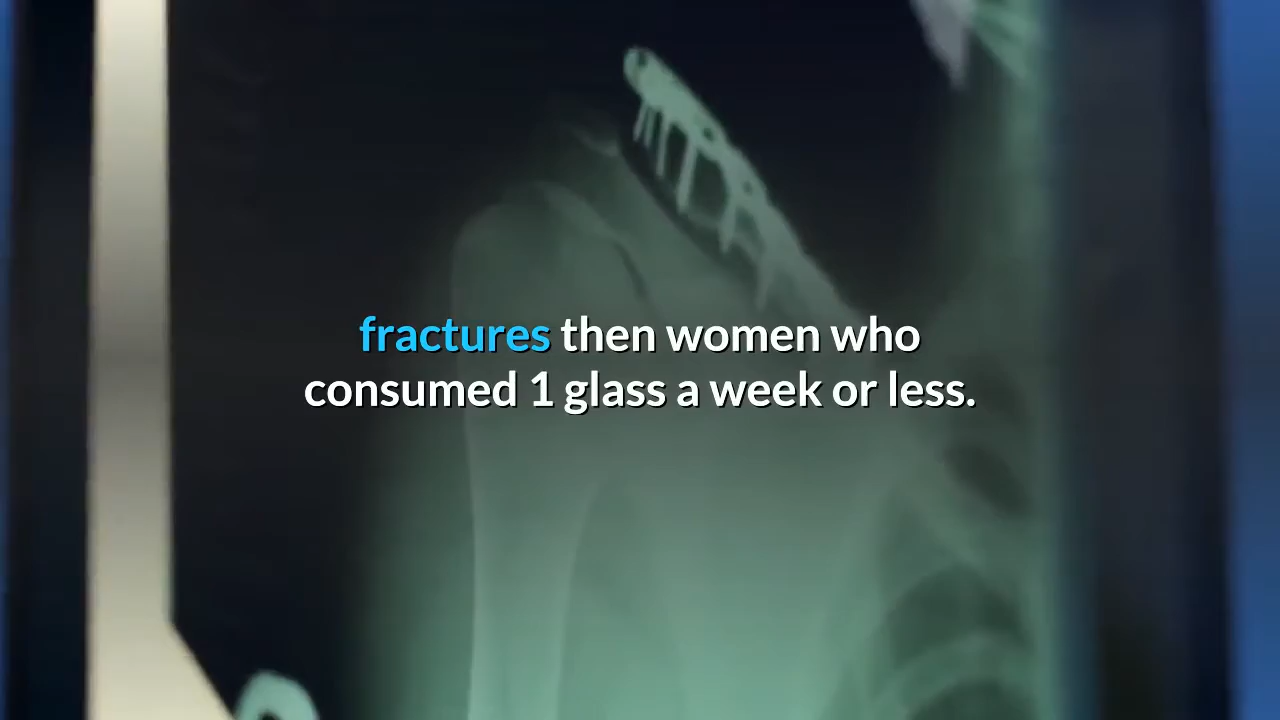 fractures then women who
consumed 1 glass a week or less.